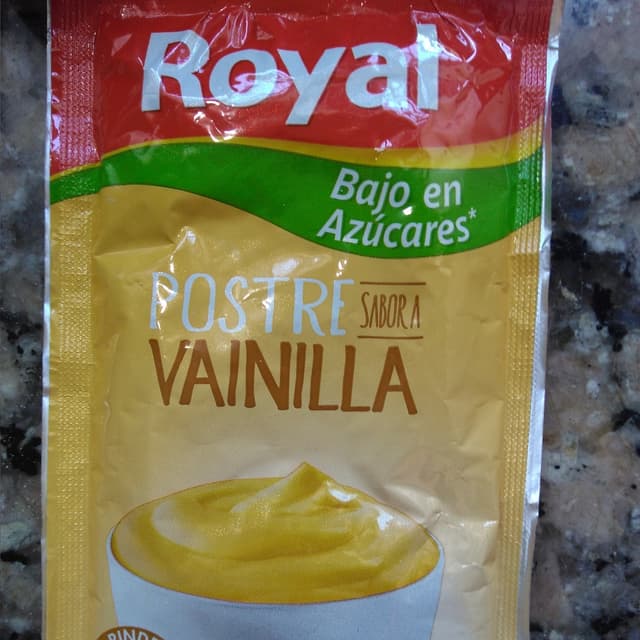 Royal
Bajo en
Azúcares*
POSTRE SABOR A
VAINILLA